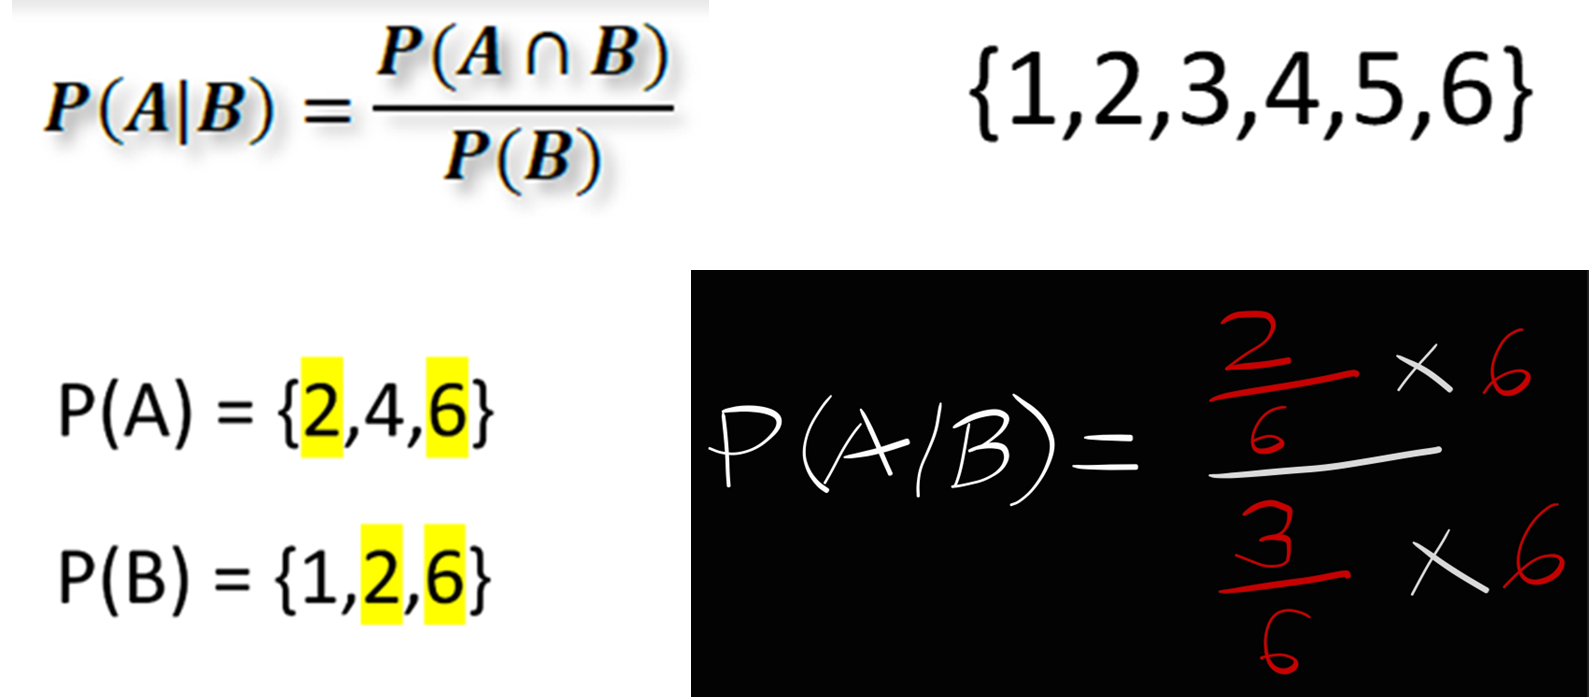 P(A|B) = P(A ∩ B) / P(B)
{1,2,3,4,5,6}
P(A) = {2,4,6}
P(B) = {1,2,6}
P(A/B) = 2/6 × 6
3/6 × 6